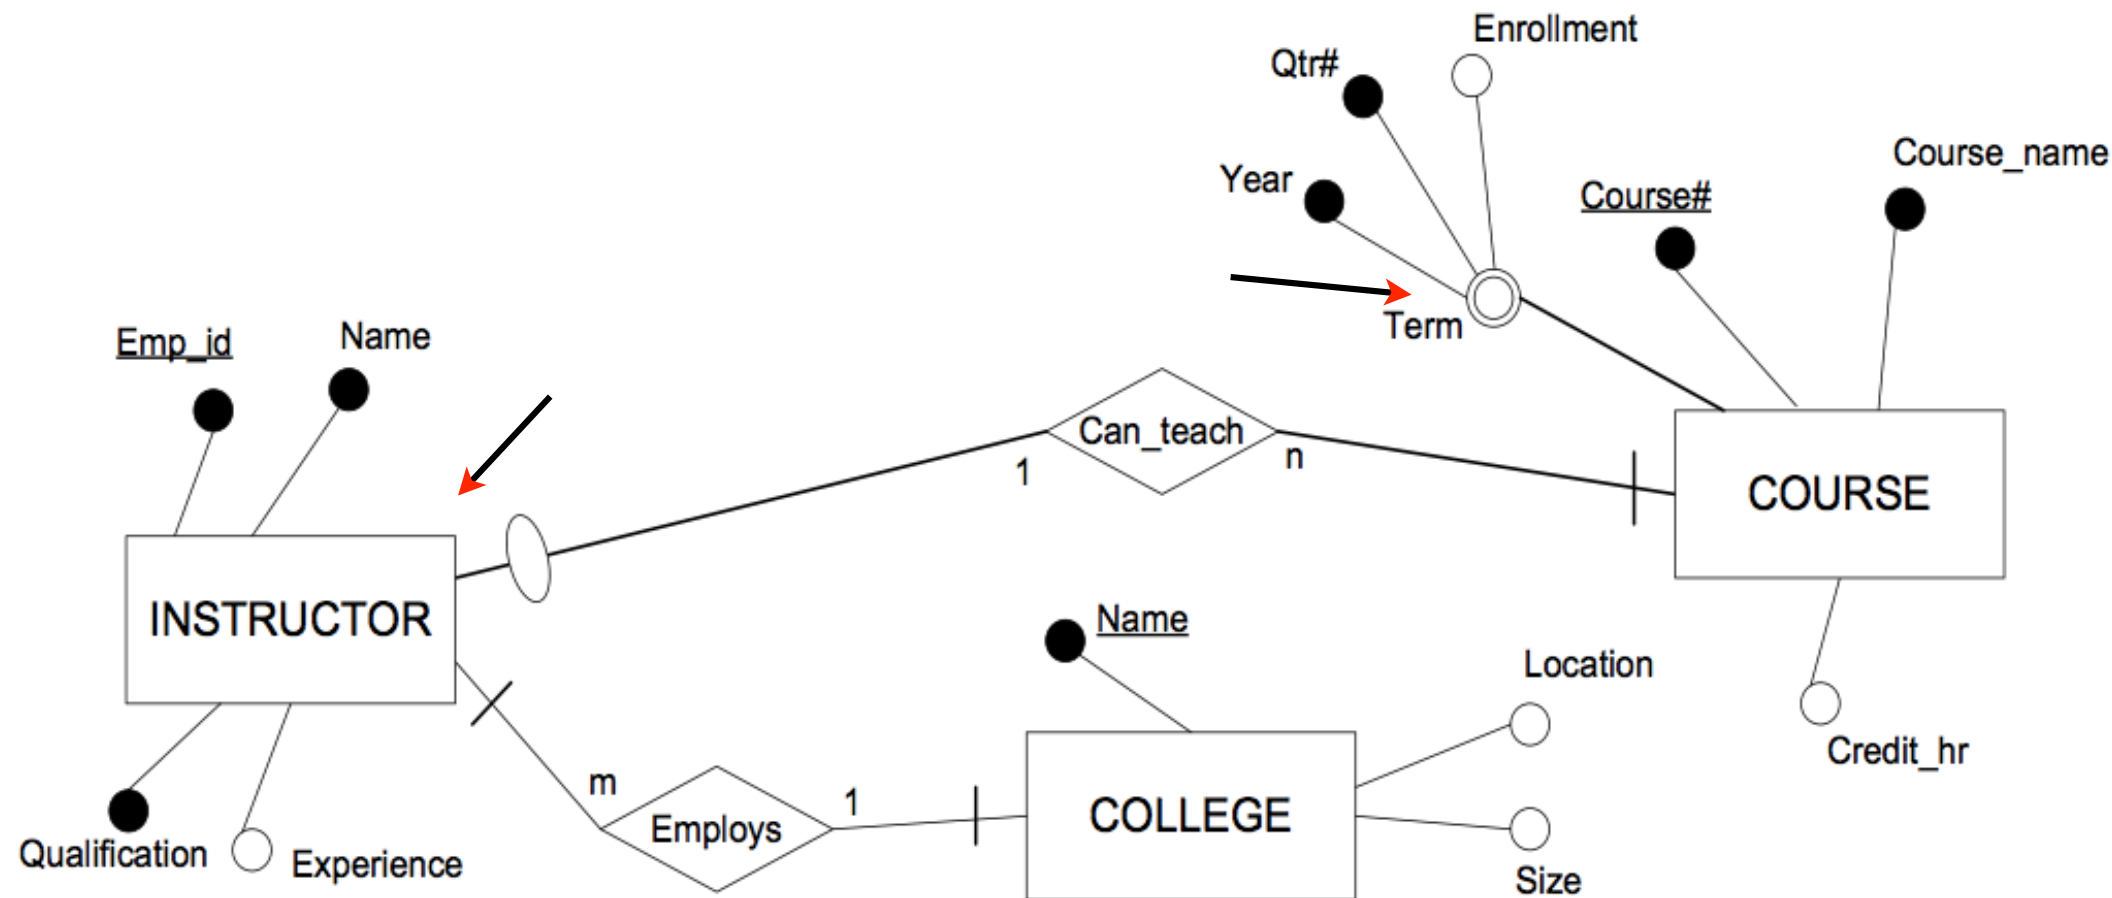 Enrollment
Qtr#
Course_name
Year
Course#
Term
Emp_id
Name
Can_teach
1
n
COURSE
INSTRUCTOR
Name
Location
Credit_hr
m
1
Employs
COLLEGE
Qualification
Experience
Size